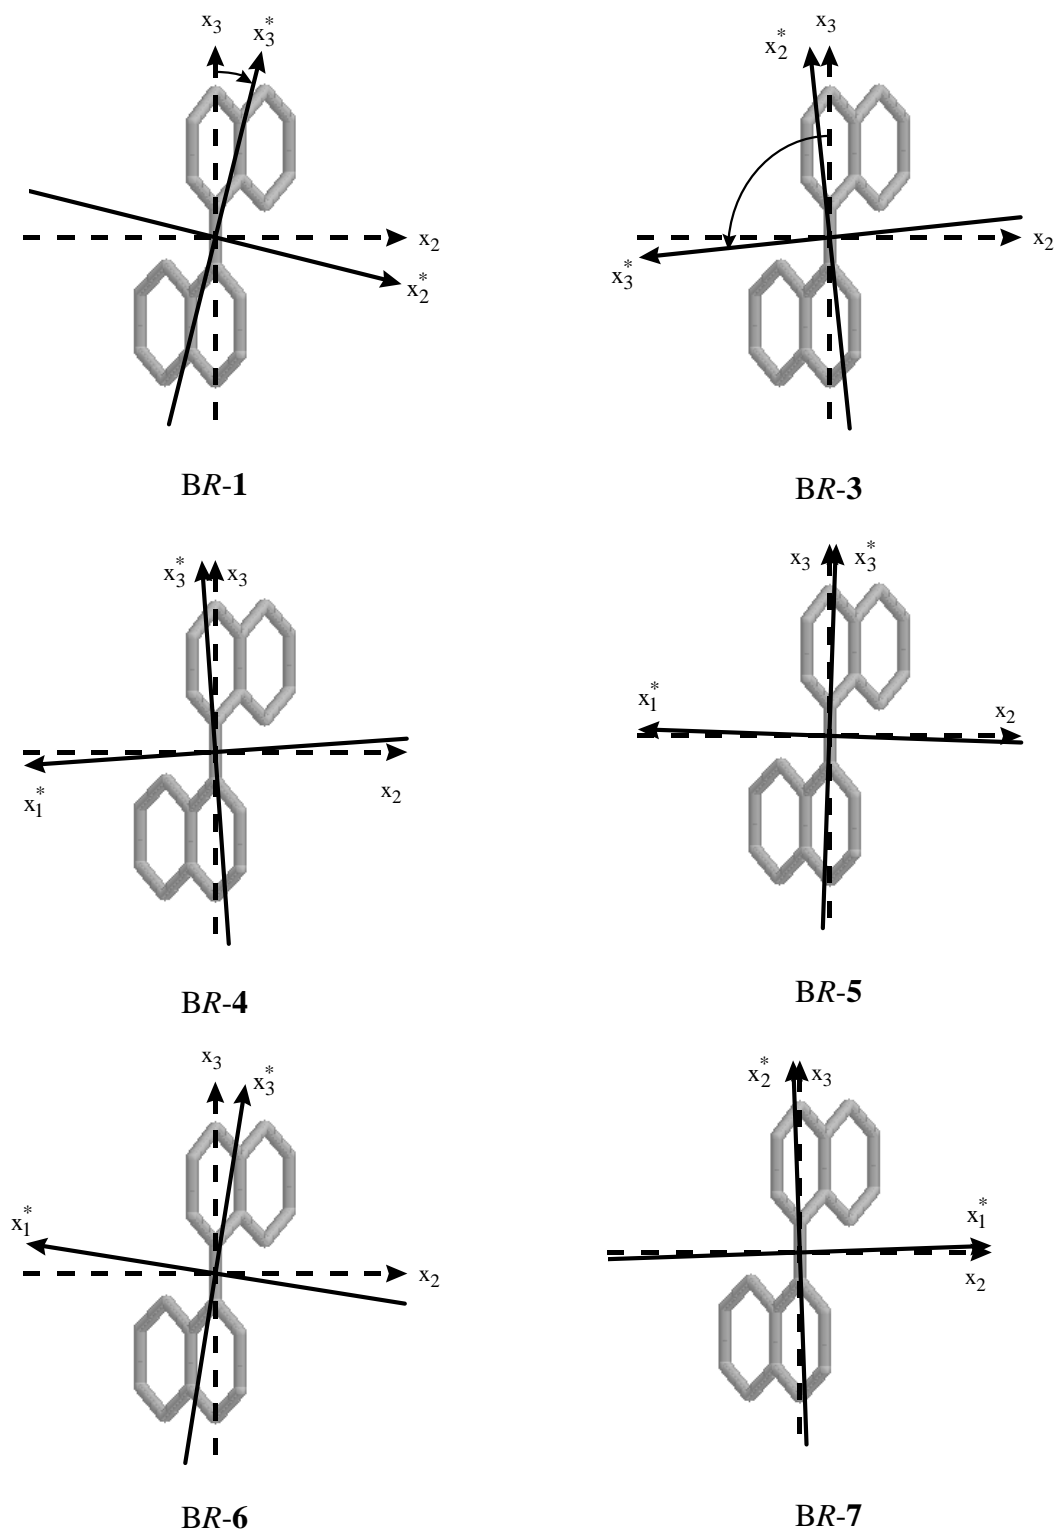 x₃ x₃*
x₂
x₂*
BR-1
x₂* x₃
x₂
x₃*
BR-3
x₃* x₃
x₁* x₂
BR-4
x₃ x₃*
x₁* x₂
BR-5
x₃ x₃*
x₁*
x₂
BR-6
x₂* x₃
x₁*
x₂
BR-7